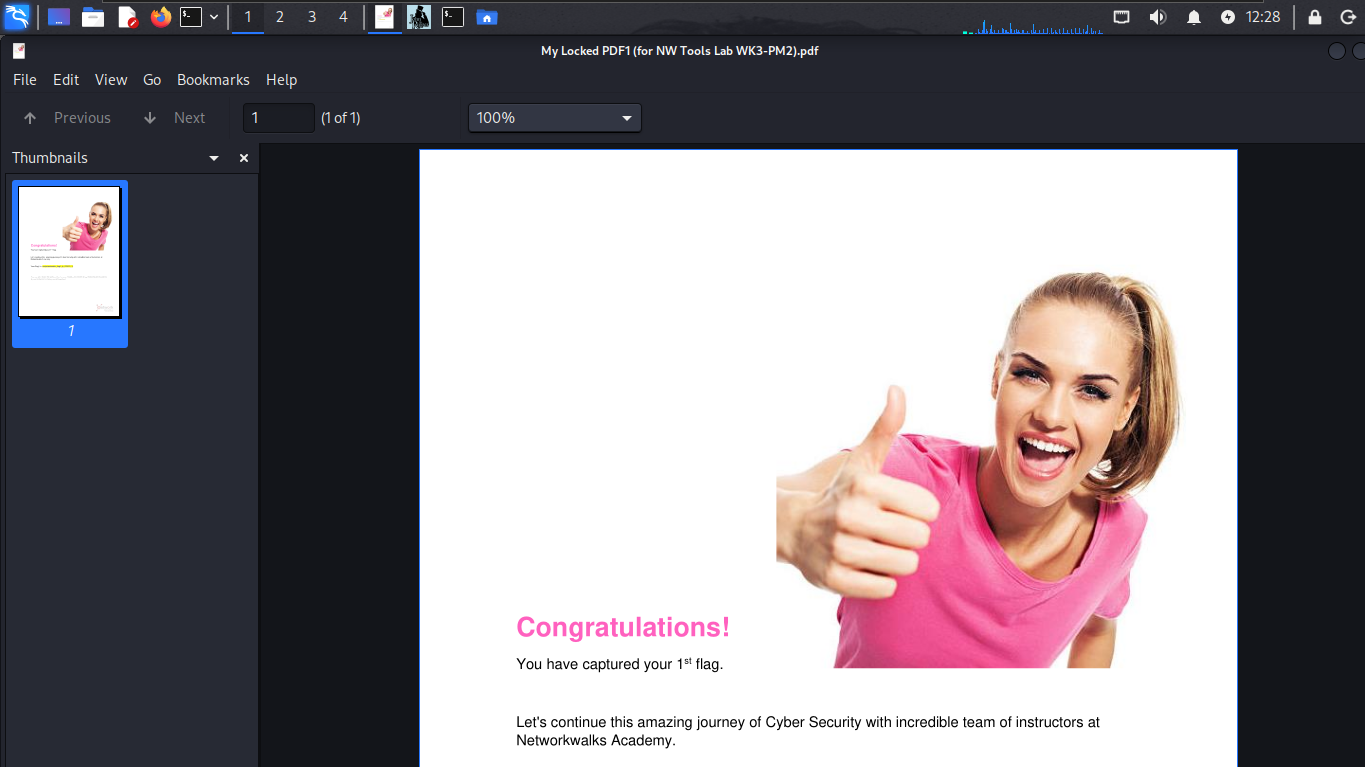 1 2 3 4 12:28
My Locked PDF1 (for NW Tools Lab WK3-PM2).pdf
File Edit View Go Bookmarks Help
Previous Next 1 (1 of 1) 100%
Thumbnails
Congratulations!
1
Congratulations!
You have captured your 1st flag.
Let's continue this amazing journey of Cyber Security with incredible team of instructors at
Networkwalks Academy.